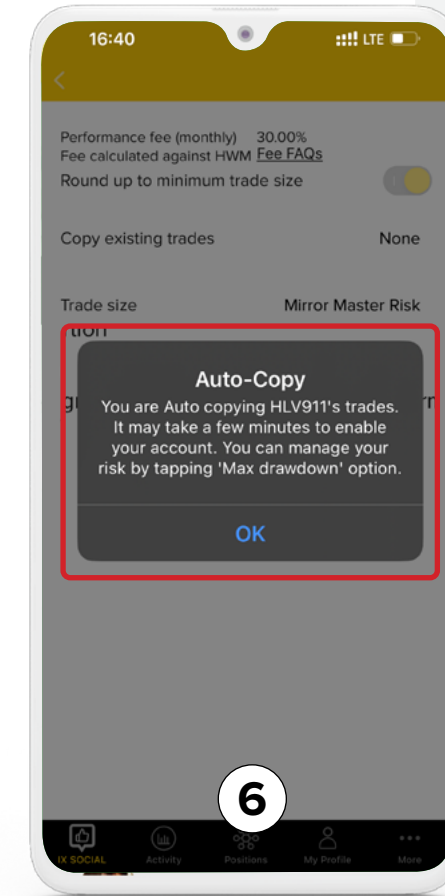 16:40 LTE
Performance fee (monthly) 30.00%
Fee calculated against HWM Fee FAQs
Round up to minimum trade size
Copy existing trades None
Trade size Mirror Master Risk
Auto-Copy
You are Auto copying HLV911's trades.
It may take a few minutes to enable
your account. You can manage your
risk by tapping 'Max drawdown' option.
OK
6
IX SOCIAL Activity Positions My Profile More